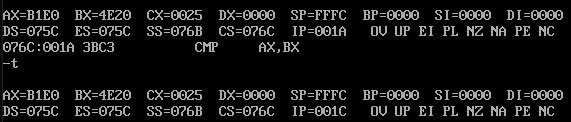 AX=B1E0  BX=4E20  CX=0025  DX=0000  SP=FFFC  BP=0000  SI=0000  DI=0000
DS=075C  ES=075C  SS=076B  CS=076C  IP=001A   OV UP EI PL NZ NA PE NC
076C:001A 3BC3          CMP     AX,BX
-t
AX=B1E0  BX=4E20  CX=0025  DX=0000  SP=FFFC  BP=0000  SI=0000  DI=0000
DS=075C  ES=075C  SS=076B  CS=076C  IP=001C   OV UP EI PL NZ NA PE NC